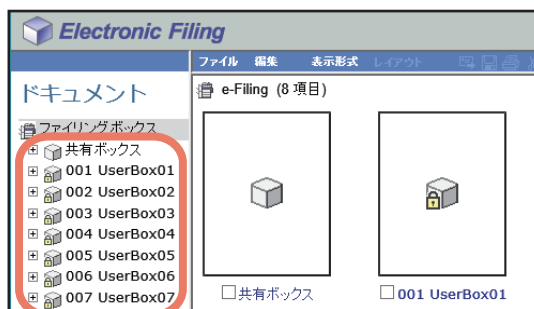 Electronic Filing
ファイル 編集 表示形式 レイアウト
ドキュメント
e-Filing (8 項目)
ファイリングボックス
共有ボックス
001 UserBox01
002 UserBox02
003 UserBox03
004 UserBox04
005 UserBox05
006 UserBox06
007 UserBox07
共有ボックス
001 UserBox01